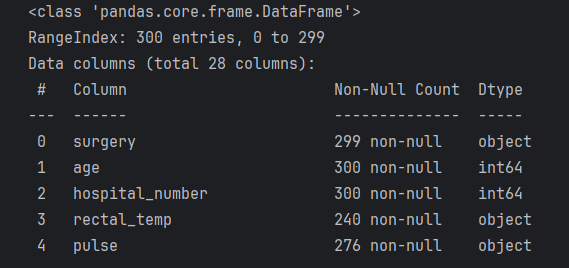 <class 'pandas.core.frame.DataFrame'>
RangeIndex: 300 entries, 0 to 299
Data columns (total 28 columns):
 #   Column                       Non-Null Count  Dtype
---  ------                       --------------  -----
 0   surgery                      299 non-null    object
 1   age                          300 non-null    int64
 2   hospital_number              300 non-null    int64
 3   rectal_temp                  240 non-null    object
 4   pulse                        276 non-null    object